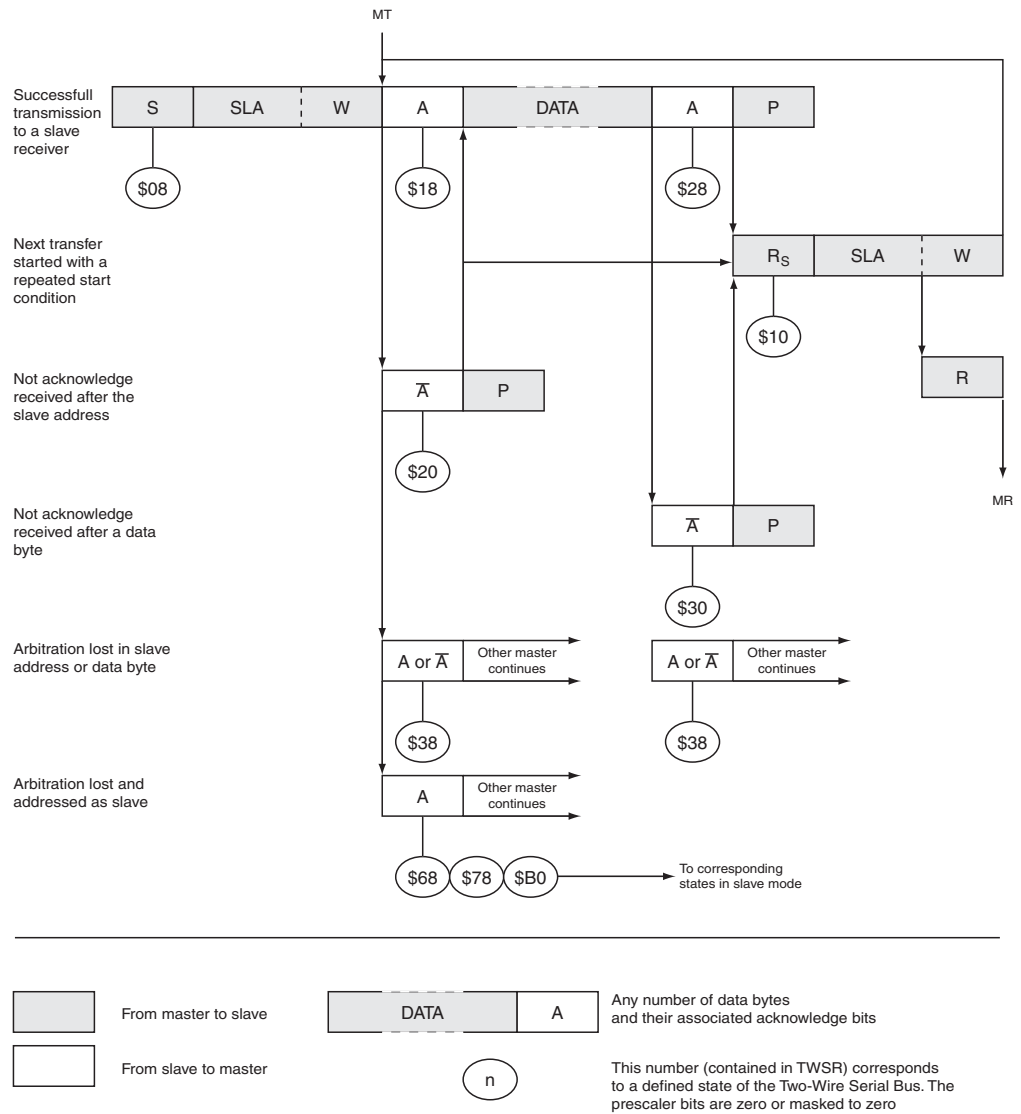 MT
Successfull
transmission
to a slave
receiver
S SLA W A DATA A P
$08 $18 $28
Next transfer
started with a
repeated start
condition
RS SLA W
$10
Not acknowledge
received after the
slave address
A P
R
$20
MR
Not acknowledge
received after a data
byte
A P
$30
Arbitration lost in slave
address or data byte
A or A Other master
continues
A or A Other master
continues
$38 $38
Arbitration lost and
addressed as slave
A Other master
continues
$68 $78 $B0
To corresponding
states in slave mode
From master to slave
DATA A
Any number of data bytes
and their associated acknowledge bits
From slave to master
n
This number (contained in TWSR) corresponds
to a defined state of the Two-Wire Serial Bus. The
prescaler bits are zero or masked to zero